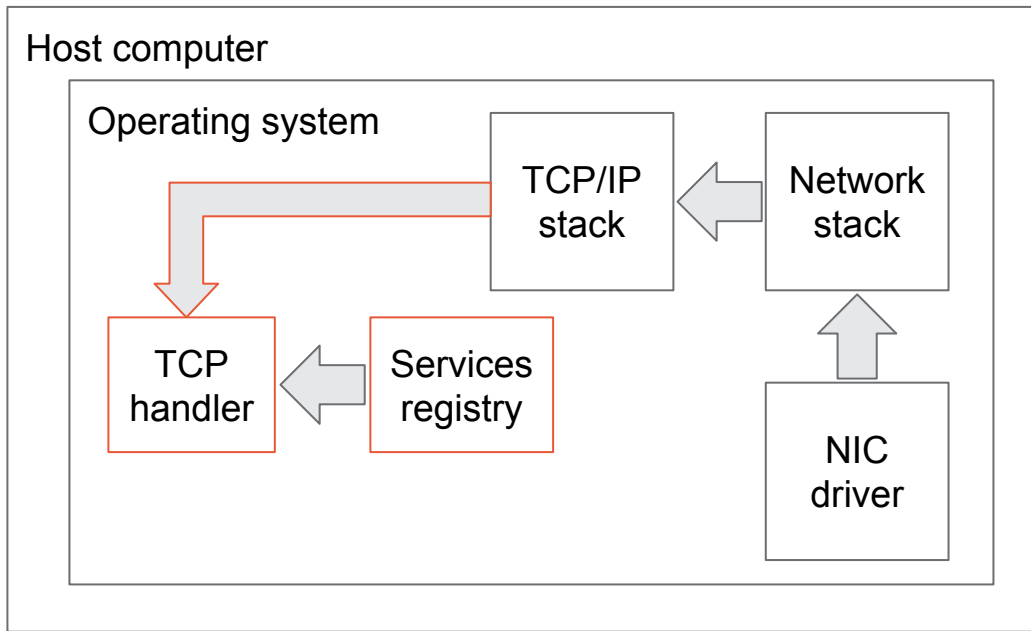 Host computer
Operating system
TCP/IP
stack
Network
stack
TCP
handler
Services
registry
NIC
driver